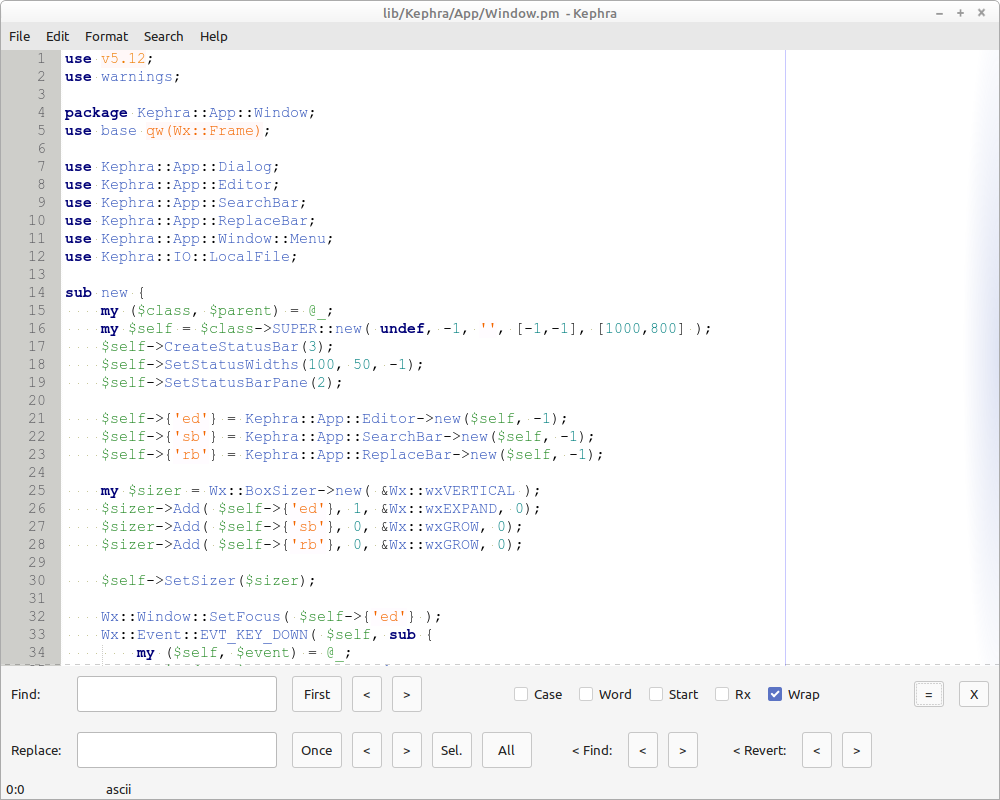 lib/Kephra/App/Window.pm - Kephra
File Edit Format Search Help
1 use v5.12;
2 use warnings;
3
4 package Kephra::App::Window;
5 use base qw(Wx::Frame);
6
7 use Kephra::App::Dialog;
8 use Kephra::App::Editor;
9 use Kephra::App::SearchBar;
10 use Kephra::App::ReplaceBar;
11 use Kephra::App::Window::Menu;
12 use Kephra::IO::LocalFile;
13
14 sub new {
15     my ($class, $parent) = @_;
16     my $self = $class->SUPER::new( undef, -1, '', [-1,-1], [1000,800] );
17     $self->CreateStatusBar(3);
18     $self->SetStatusWidths(100, 50, -1);
19     $self->SetStatusBarPane(2);
20
21     $self->{'ed'} = Kephra::App::Editor->new($self, -1);
22     $self->{'sb'} = Kephra::App::SearchBar->new($self, -1);
23     $self->{'rb'} = Kephra::App::ReplaceBar->new($self, -1);
24
25     my $sizer = Wx::BoxSizer->new( &Wx::wxVERTICAL );
26     $sizer->Add( $self->{'ed'}, 1, &Wx::wxEXPAND, 0);
27     $sizer->Add( $self->{'sb'}, 0, &Wx::wxGROW, 0);
28     $sizer->Add( $self->{'rb'}, 0, &Wx::wxGROW, 0);
29
30     $self->SetSizer($sizer);
31
32     Wx::Window::SetFocus( $self->{'ed'} );
33     Wx::Event::EVT_KEY_DOWN( $self, sub {
34         my ($self, $event) = @_;
Find: First < > Case Word Start Rx Wrap = X
Replace: Once < > Sel. All < Find: < > < Revert: < >
0:0 ascii